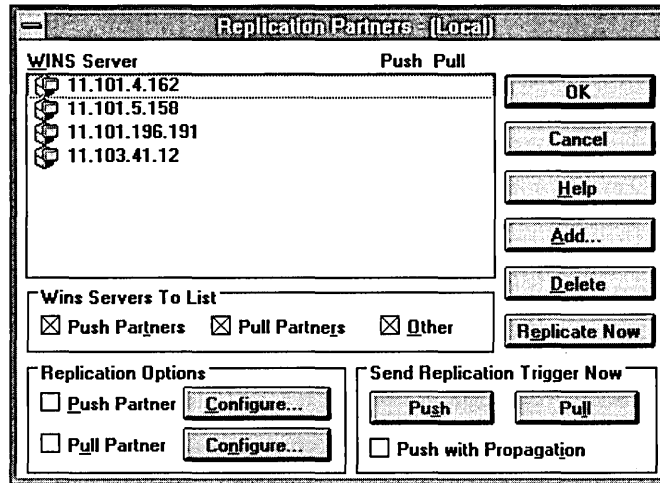 Replication Partners - (Local)
WINS Server Push Pull
11.101.4.162
11.101.5.158
11.101.196.191
11.103.41.12
OK
Cancel
Help
Add...
Delete
Replicate Now
Wins Servers To List
Push Partners Pull Partners Other
Replication Options
Push Partner Configure...
Pull Partner Configure...
Send Replication Trigger Now
Push Pull
Push with Propagation